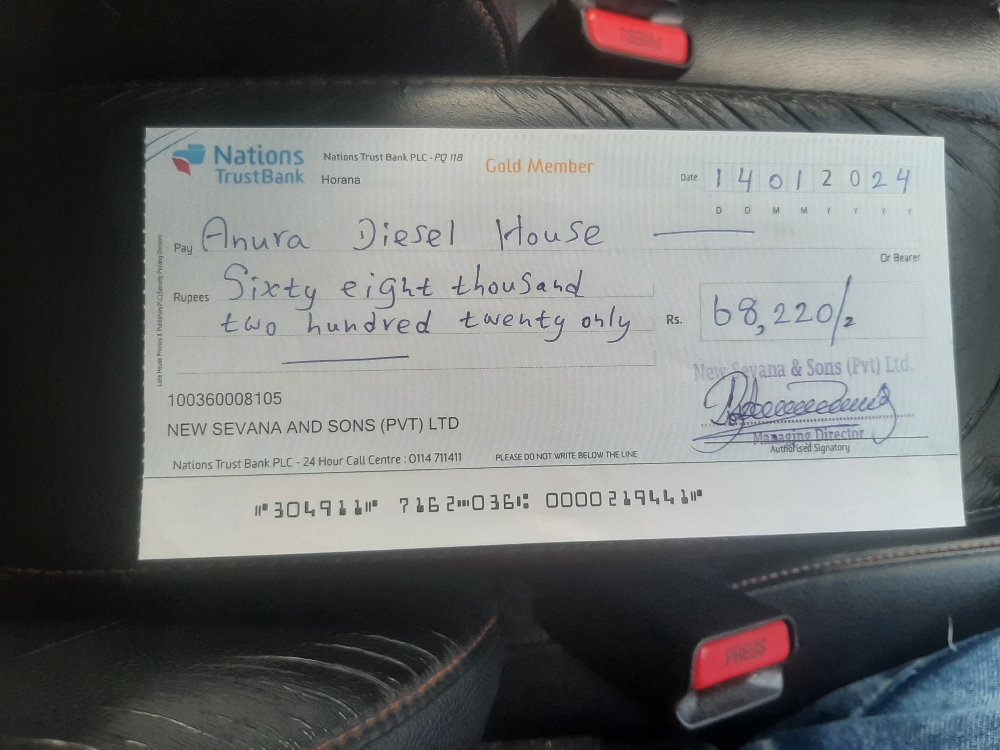 PRESS
Nations
TrustBank
Nations Trust Bank PLC - PQ 118
Horana
Gold Member
Date 14012024
D D M M Y Y Y Y
Pay Anura Diesel House
Or Bearer
Rupees Sixty eight thousand
two hundred twenty only
Rs. 68,220/=
New Sevana & Sons (Pvt) Ltd.
100360008105
NEW SEVANA AND SONS (PVT) LTD
Managing Director
Authorised Signatory
Nations Trust Bank PLC - 24 Hour Call Centre : 0114 711411
PLEASE DO NOT WRITE BELOW THE LINE
⑈304911⑈ 7162⑉036⑆ 0000219441⑈
PRESS